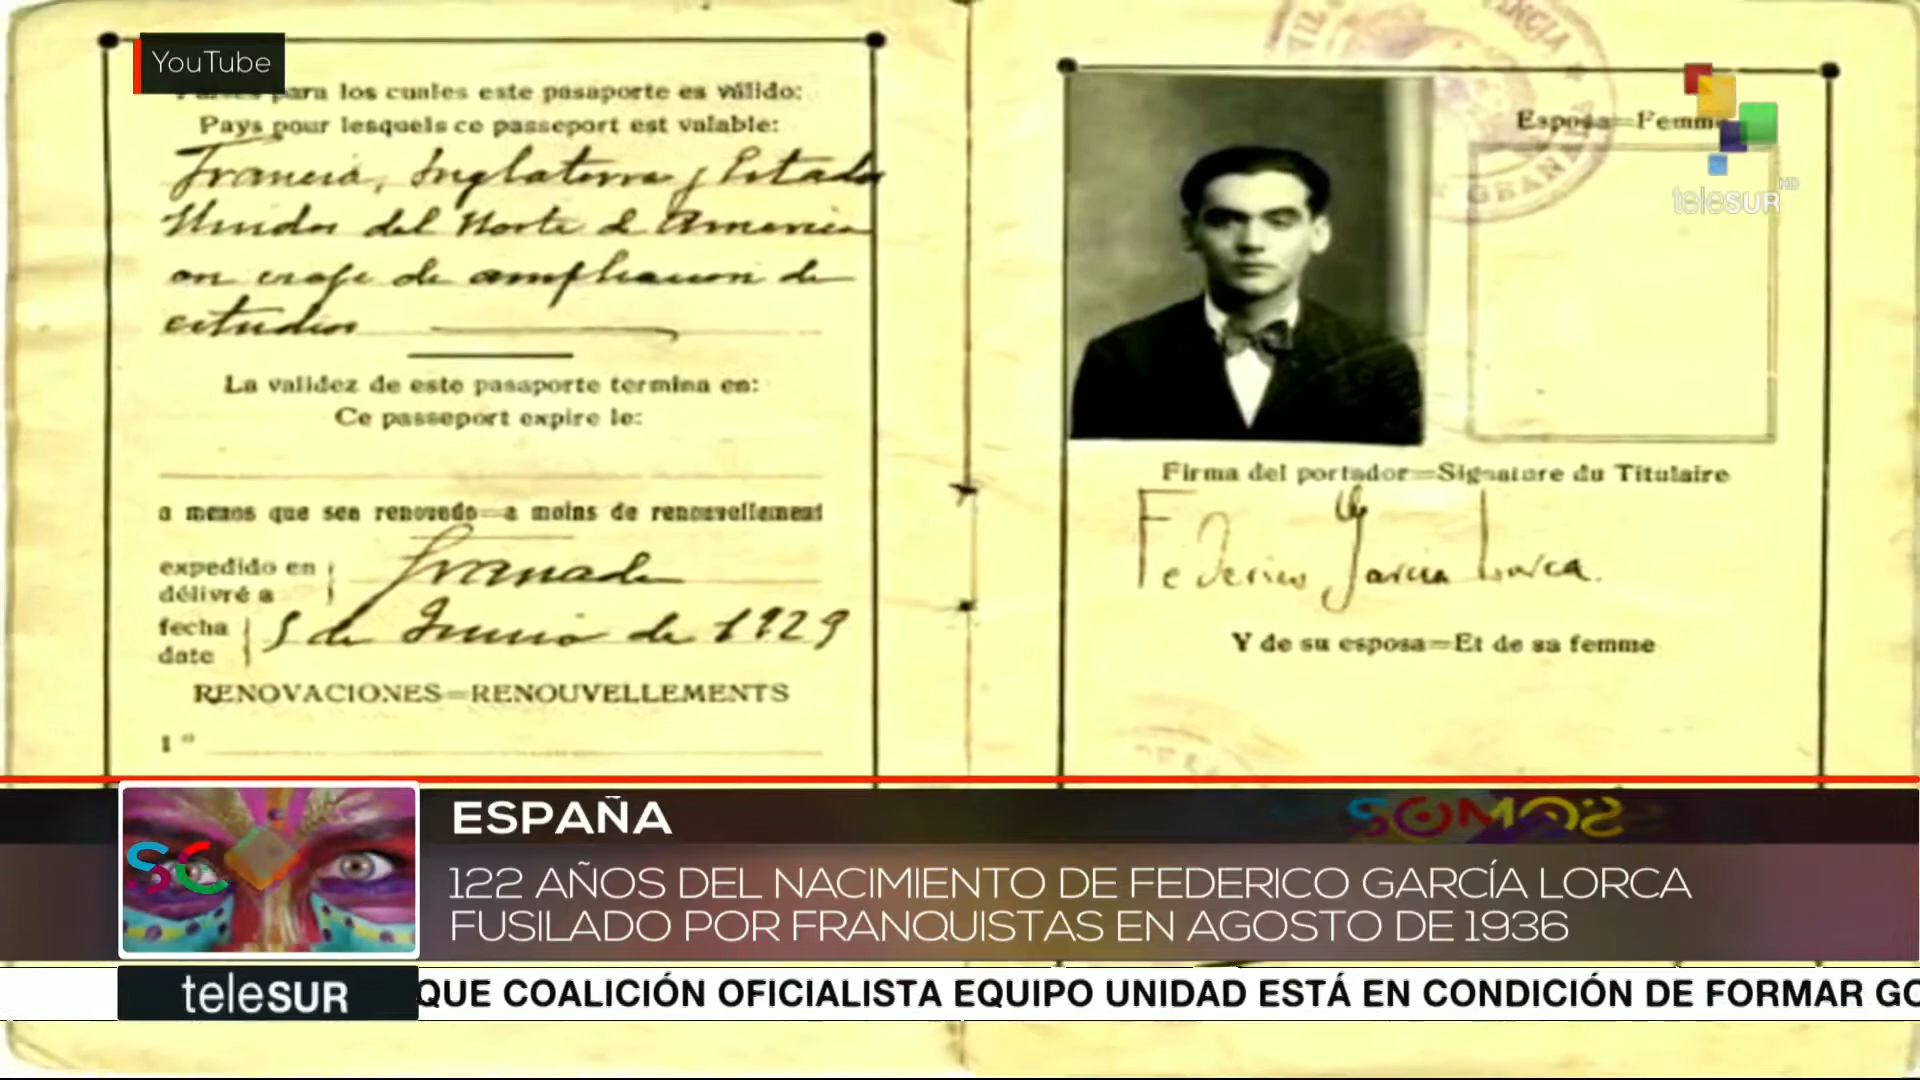 YouTube
para los cuales este pasaporte es válido:
Pays pour lesquels ce passeport est valable:
Francia, Inglaterra y Estados
Unidos del Norte de America
en viaje de ampliacion de
estudios
La validez de este pasaporte termina en:
Ce passeport expire le:
a menos que sea renovado=a moins de renouvellement
expedido en
délivré a
Granada
fecha
date
5 de Junio de 1929
RENOVACIONES=RENOUVELLEMENTS
1º
GRANA
Esposa=Femme
teleSUR HD
Firma del portador=Signature du Titulaire
Federico García Lorca.
Y de su esposa=Et de sa femme
SC
ESPAÑA
SOMOS
122 AÑOS DEL NACIMIENTO DE FEDERICO GARCÍA LORCA
FUSILADO POR FRANQUISTAS EN AGOSTO DE 1936
teleSUR
QUE COALICIÓN OFICIALISTA EQUIPO UNIDAD ESTÁ EN CONDICIÓN DE FORMAR GO